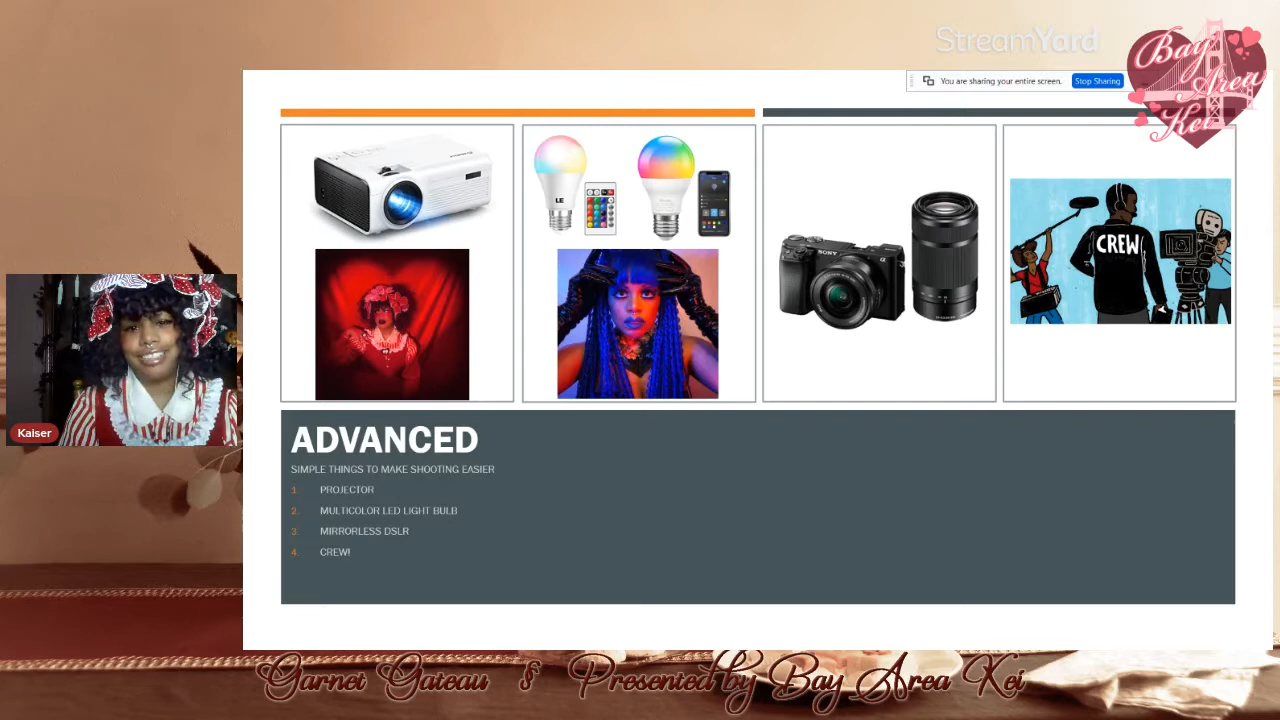 StreamYard
Bay
Area
Kei
You are sharing your entire screen.
Stop Sharing
LE
SONY
α
CREW
Kaiser
ADVANCED
SIMPLE THINGS TO MAKE SHOOTING EASIER
1. PROJECTOR
2. MULTICOLOR LED LIGHT BULB
3. MIRRORLESS DSLR
4. CREW!
Garnet Gateau § Presented by Bay Area Kei